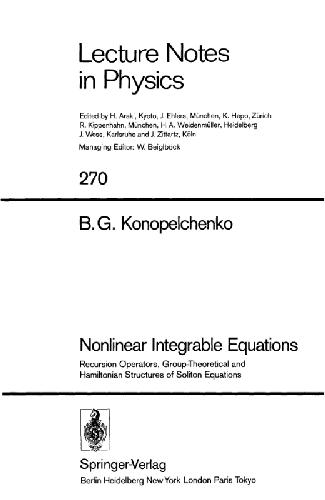 Lecture Notes
in Physics
Edited by H. Araki, Kyoto, J. Ehlers, München, K. Hepp, Zürich
R. Kippenhahn, München, H. A. Weidenmüller, Heidelberg
J. Wess, Karlsruhe and J. Zittartz, Köln
Managing Editor: W. Beiglböck
270
B. G. Konopelchenko
Nonlinear Integrable Equations
Recursion Operators, Group-Theoretical and
Hamiltonian Structures of Soliton Equations
Springer-Verlag
Berlin Heidelberg New York London Paris Tokyo